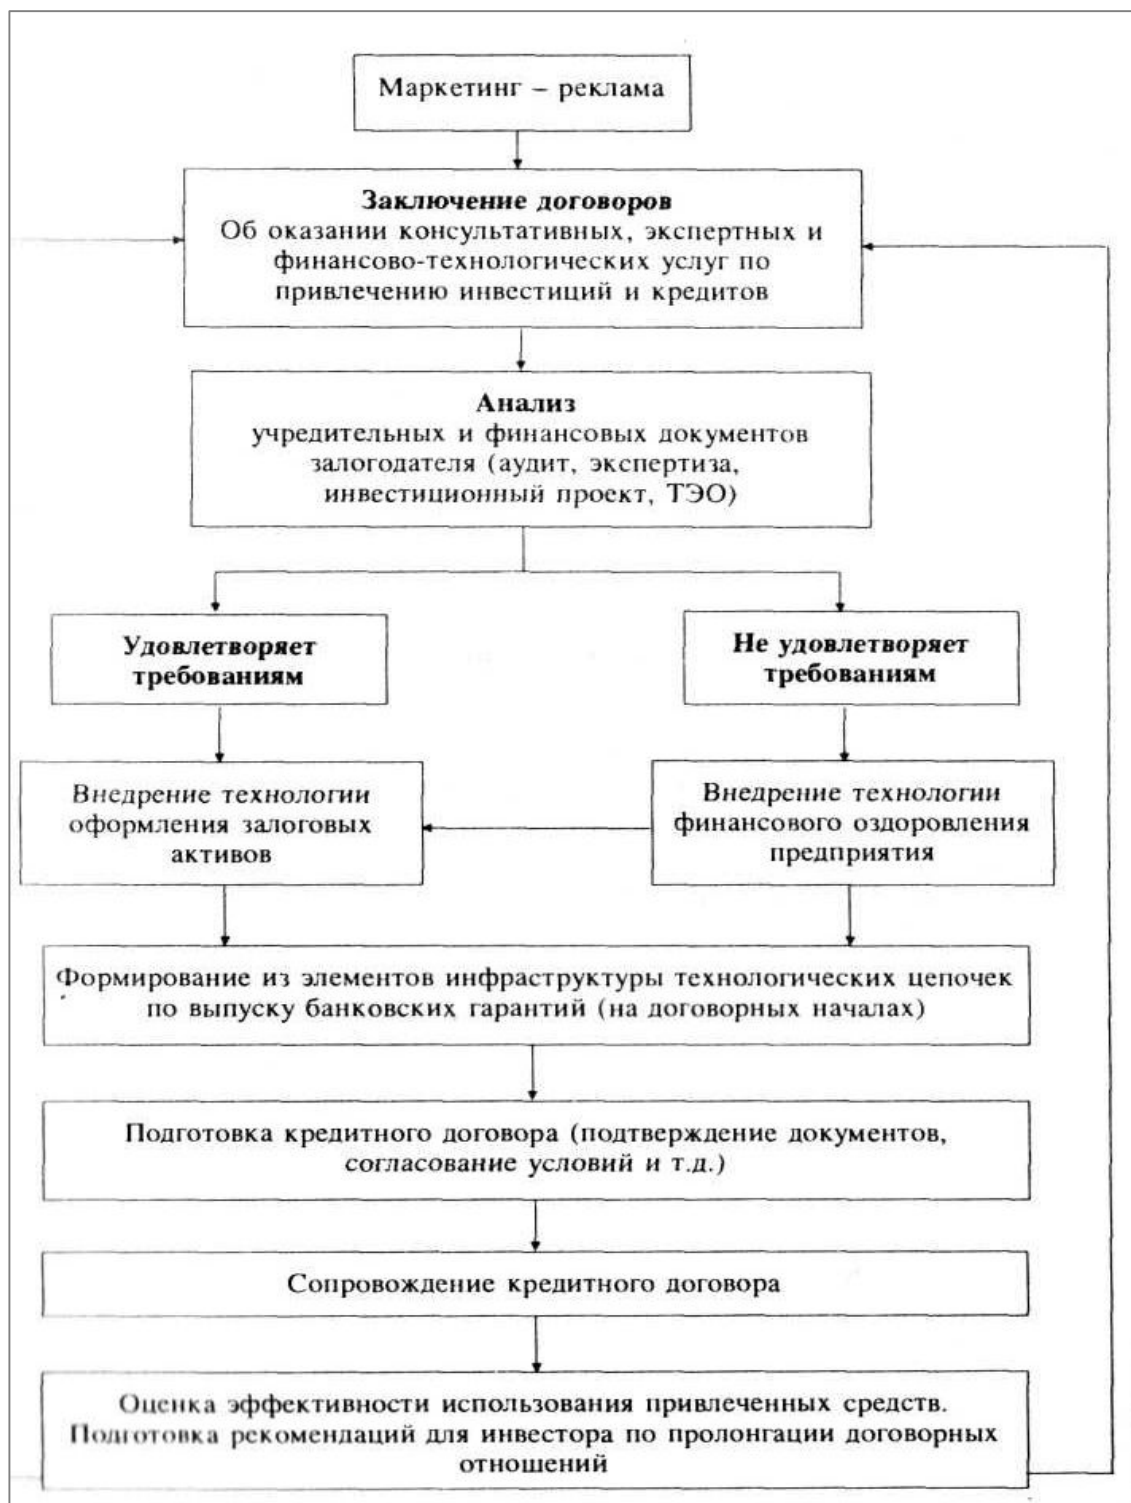 Маркетинг – реклама
Заключение договоров
Об оказании консультативных, экспертных и
финансово-технологических услуг по
привлечению инвестиций и кредитов
Анализ
учредительных и финансовых документов
залогодателя (аудит, экспертиза,
инвестиционный проект, ТЭО)
Удовлетворяет
требованиям
Не удовлетворяет
требованиям
Внедрение технологии
оформления залоговых
активов
Внедрение технологии
финансового оздоровления
предприятия
Формирование из элементов инфраструктуры технологических цепочек
по выпуску банковских гарантий (на договорных началах)
Подготовка кредитного договора (подтверждение документов,
согласование условий и т.д.)
Сопровождение кредитного договора
Оценка эффективности использования привлеченных средств.
Подготовка рекомендаций для инвестора по пролонгации договорных
отношений